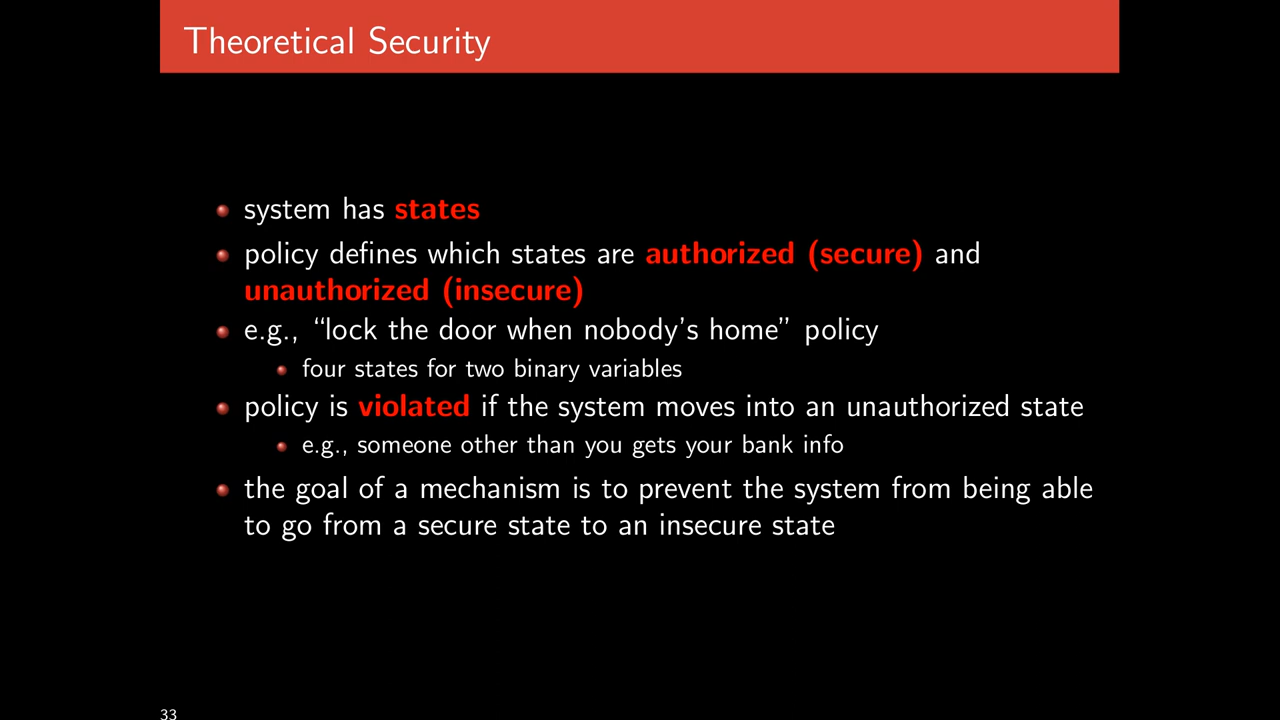 Theoretical Security
system has states
policy defines which states are authorized (secure) and
unauthorized (insecure)
e.g., “lock the door when nobody’s home” policy
four states for two binary variables
policy is violated if the system moves into an unauthorized state
e.g., someone other than you gets your bank info
the goal of a mechanism is to prevent the system from being able
to go from a secure state to an insecure state
33